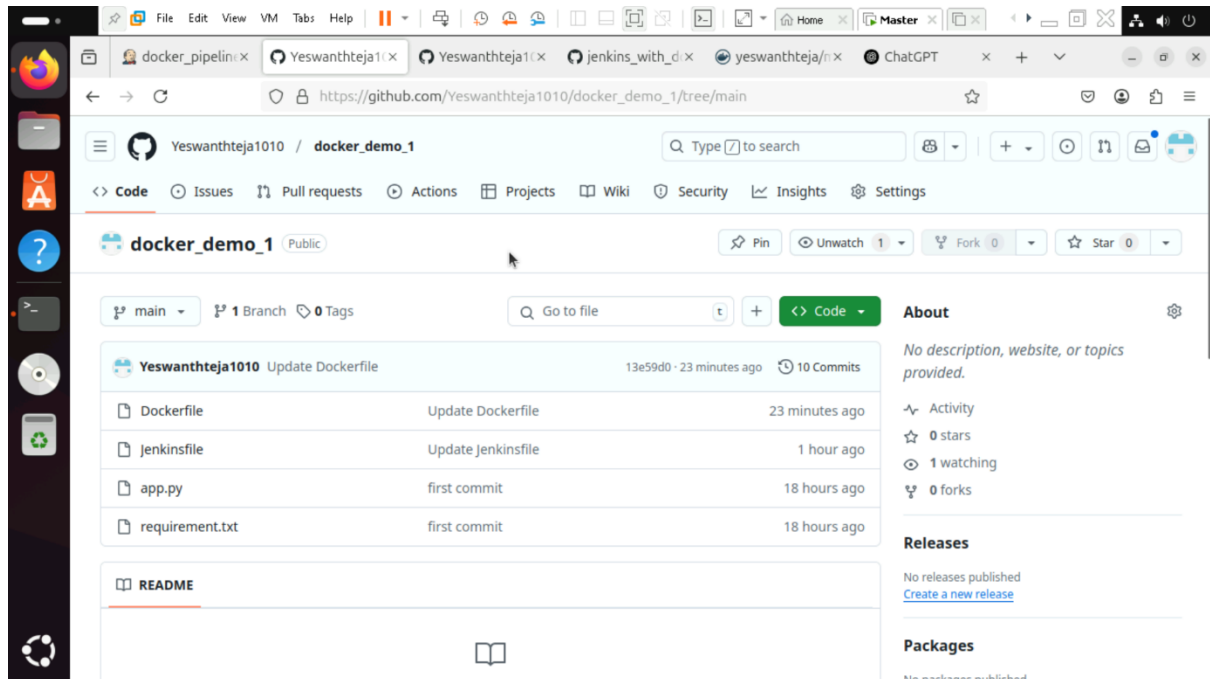 File Edit View VM Tabs Help Home Master
docker_pipelin Yeswanthteja1 Yeswanthteja1 jenkins_with_d yeswanthteja/ ChatGPT
https://github.com/Yeswanthteja1010/docker_demo_1/tree/main
Yeswanthteja1010 / docker_demo_1 Type / to search
Code Issues Pull requests Actions Projects Wiki Security Insights Settings
docker_demo_1 Public Pin Unwatch 1 Fork 0 Star 0
main 1 Branch 0 Tags Go to file t Code
Yeswanthteja1010 Update Dockerfile 13e59d0 · 23 minutes ago 10 Commits
Dockerfile Update Dockerfile 23 minutes ago
Jenkinsfile Update Jenkinsfile 1 hour ago
app.py first commit 18 hours ago
requirement.txt first commit 18 hours ago
README
About
No description, website, or topics
provided.
Activity
0 stars
1 watching
0 forks
Releases
No releases published
Create a new release
Packages